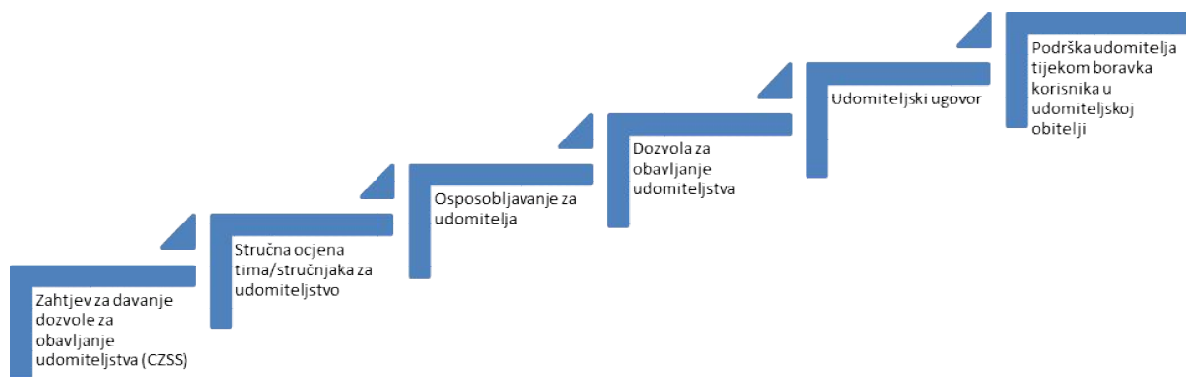 Zahtjev za davanje
dozvole za
obavljanje
udomiteljstva (CZSS)
Stručna ocjena
tima/stručnjaka za
udomiteljstvo
Osposobljavanje za
udomitelja
Dozvola za
obavljanje
udomiteljstva
Udomiteljski ugovor
Podrška udomitelja
tijekom boravka
korisnika u
udomiteljskoj
obitelji